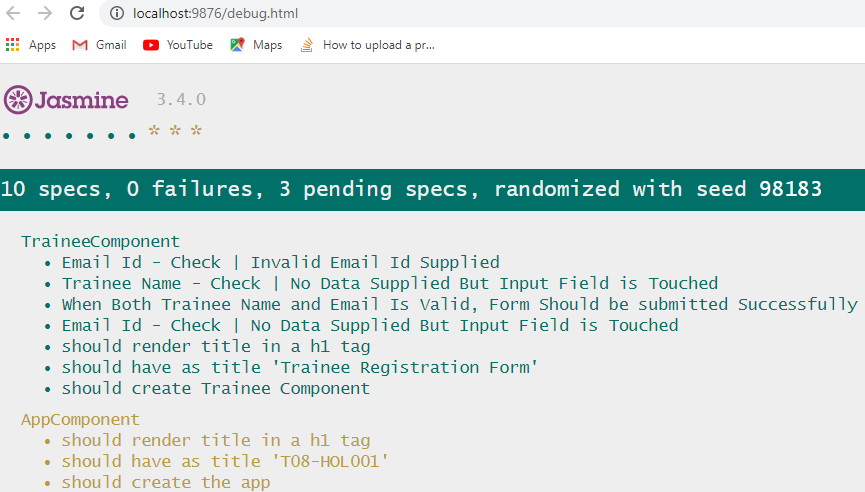 localhost:9876/debug.html
Apps Gmail YouTube Maps How to upload a pr...
Jasmine 3.4.0
• • • • • • • * * *
10 specs, 0 failures, 3 pending specs, randomized with seed 98183
TraineeComponent
• Email Id - Check | Invalid Email Id Supplied
• Trainee Name - Check | No Data Supplied But Input Field is Touched
• When Both Trainee Name and Email Is Valid, Form Should be submitted Successfully
• Email Id - Check | No Data Supplied But Input Field is Touched
• should render title in a h1 tag
• should have as title 'Trainee Registration Form'
• should create Trainee Component
AppComponent
• should render title in a h1 tag
• should have as title 'T08-HOL001'
• should create the app